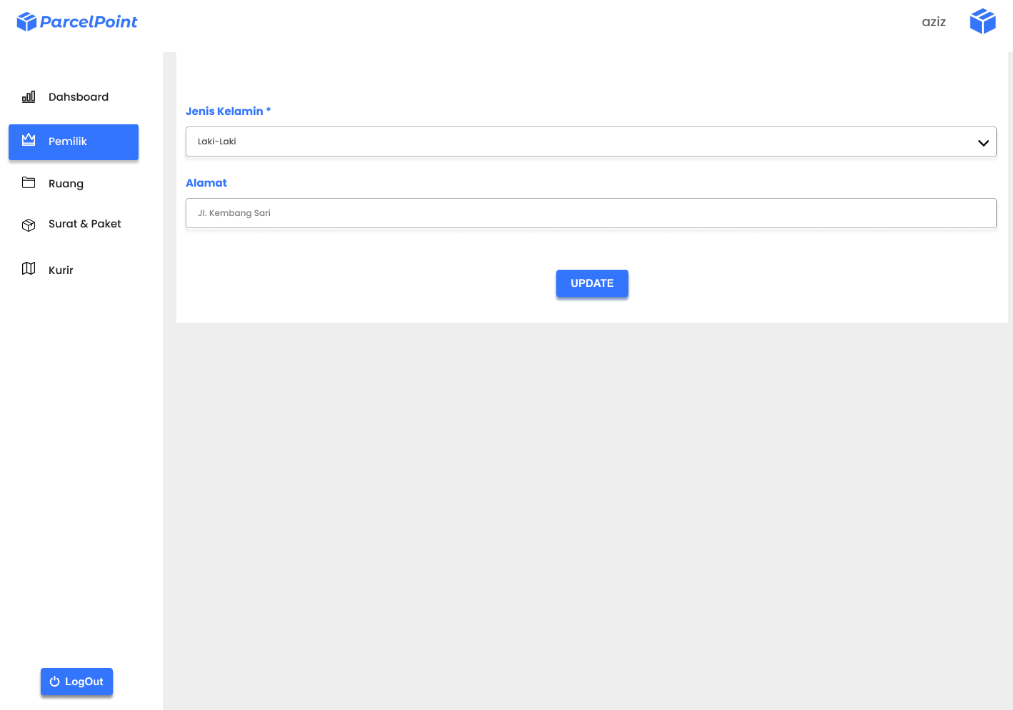 ParcelPoint
aziz
Dahsboard
Pemilik
Ruang
Surat & Paket
Kurir
Jenis Kelamin *
Laki-Laki
Alamat
Jl. Kembang Sari
UPDATE
LogOut